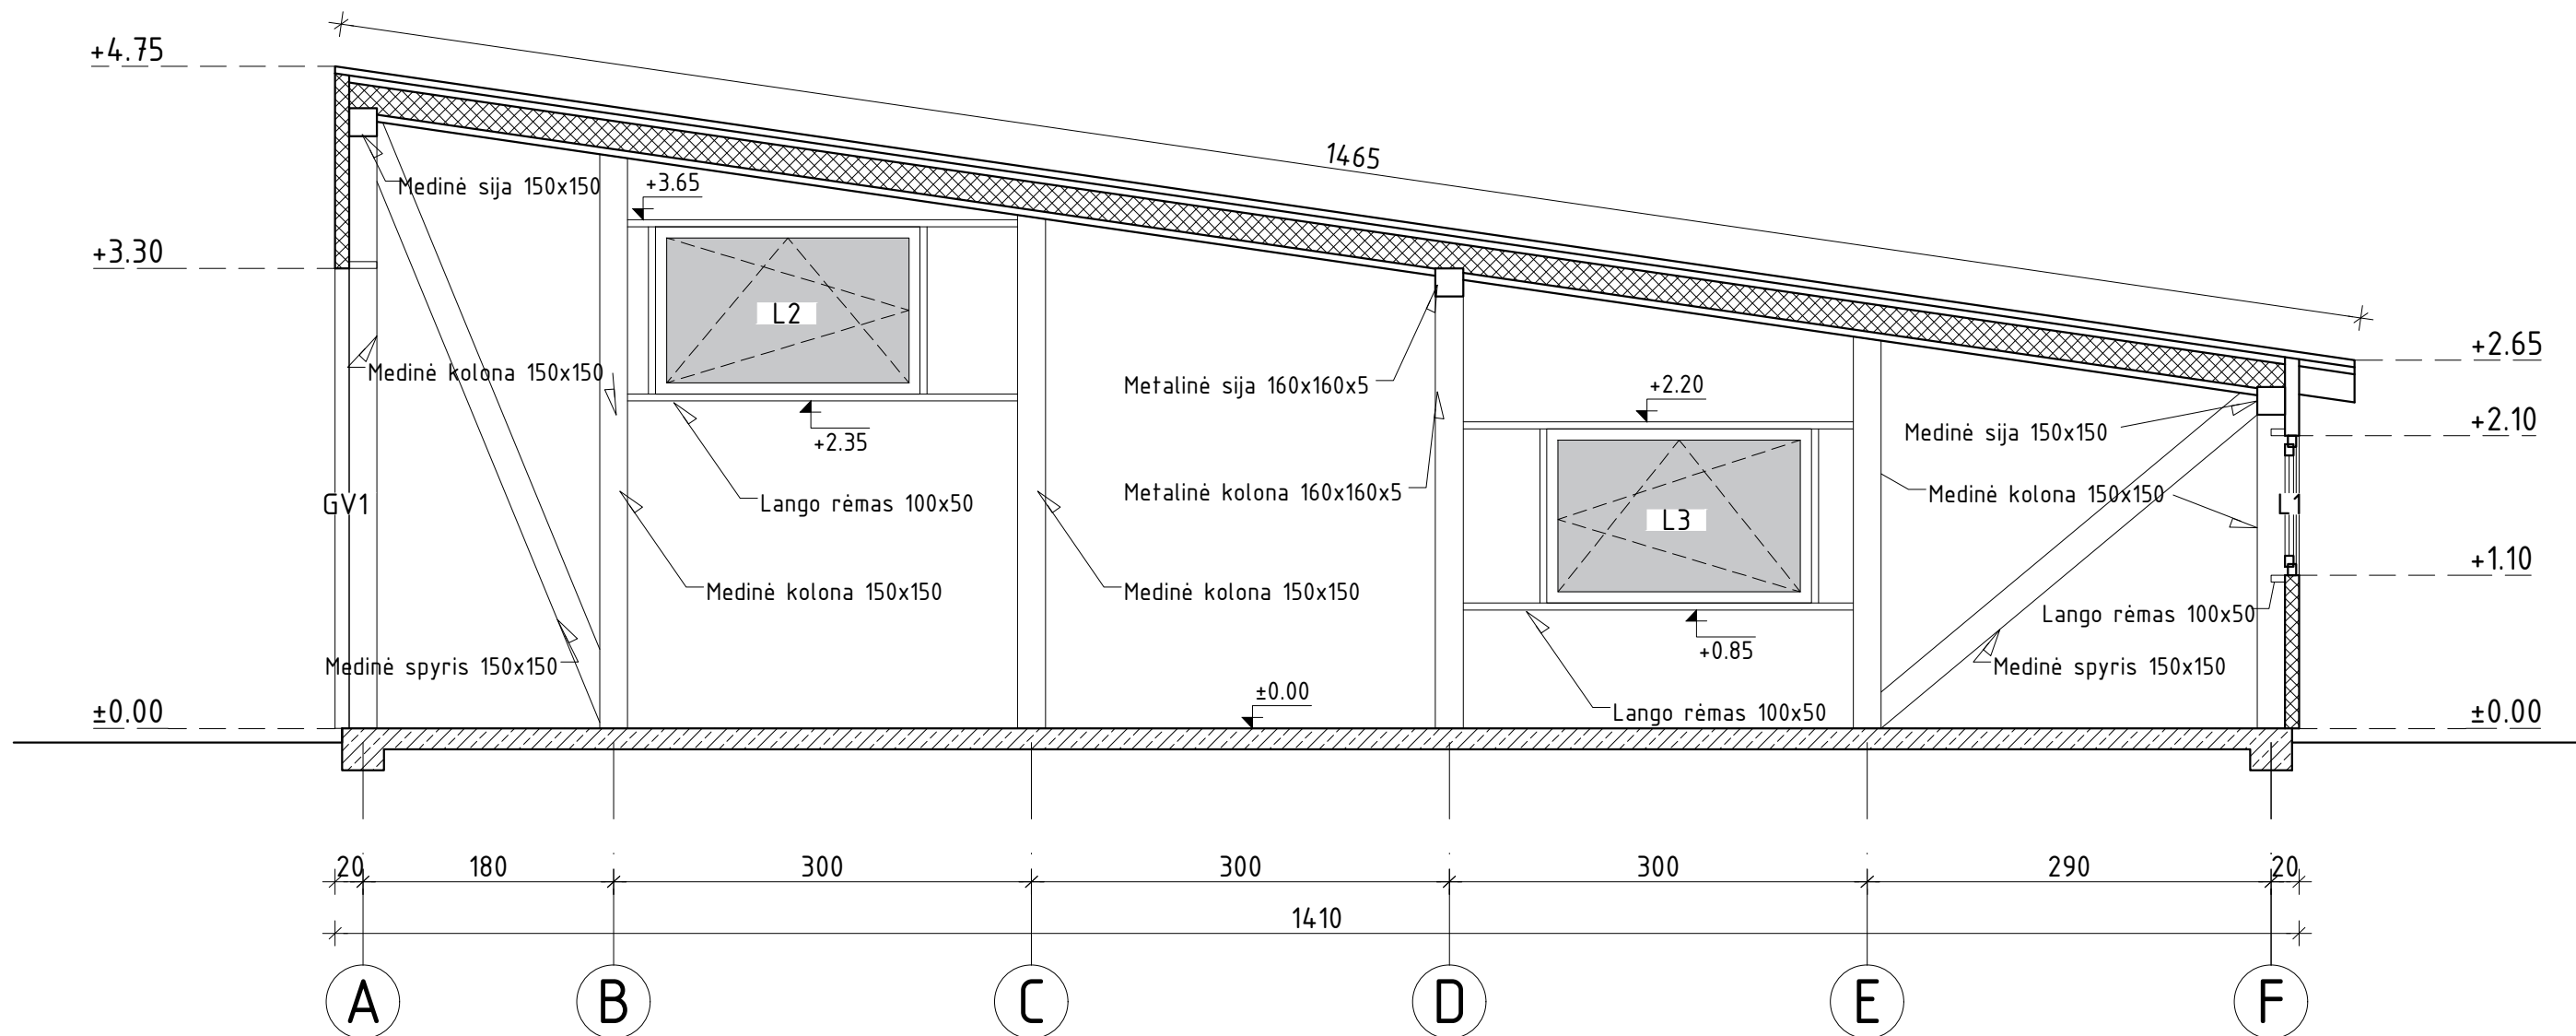 +4.75
1465
Medinė sija 150x150
+3.65
+3.30
L2
+2.65
Medinė kolona 150x150
Metalinė sija 160x160x5
+2.20
+2.35
Medinė sija 150x150
+2.10
GV1
Lango rėmas 100x50
Metalinė kolona 160x160x5
L3
Medinė kolona 150x150
L1
+1.10
Medinė kolona 150x150
Medinė kolona 150x150
Lango rėmas 100x50
+0.85
Medinė spyris 150x150
Medinė spyris 150x150
±0.00
±0.00
Lango rėmas 100x50
±0.00
20 180 300 300 300 290 20
1410
A B C D E F